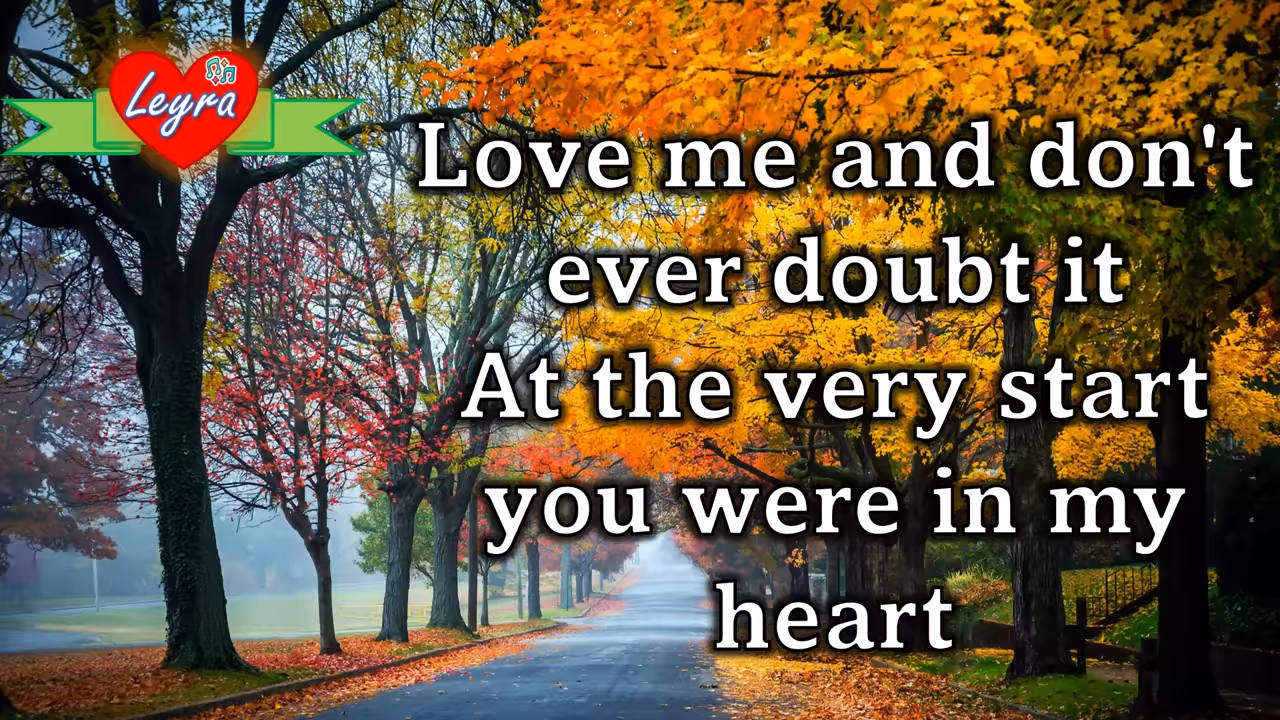 Leyra
Love me and don't
ever doubt it
At the very start
you were in my
heart